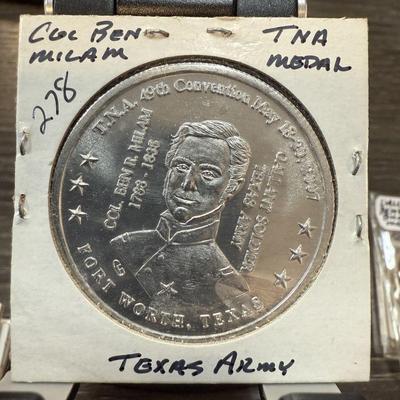 COL BEN
MILAM
TNA
MEDAL
278
T.N.A. 49th Convention May 18-20, 2007
COL. BEN R. MILAM
1788 - 1835
GALLANT SOLDIER
TEXAS ARMY
FORT WORTH, TEXAS
TEXAS ARMY